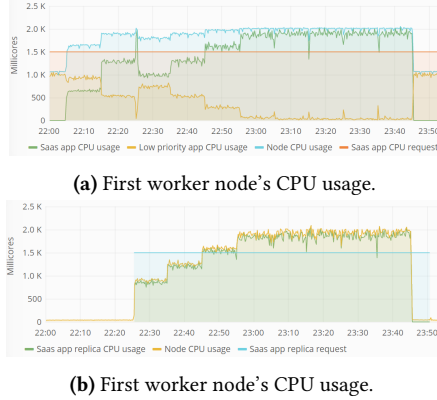 2.5 K
2.0 K
1.5 K
1.0 K
500
0
Millicores
22:00 22:10 22:20 22:30 22:40 22:50 23:00 23:10 23:20 23:30 23:40 23:50
Saas app CPU usage Low priority app CPU usage Node CPU usage Saas app CPU request
(a) First worker node's CPU usage.
2.5 K
2.0 K
1.5 K
1.0 K
500
0
Millicores
22:00 22:10 22:20 22:30 22:40 22:50 23:00 23:10 23:20 23:30 23:40 23:50
Saas app replica CPU usage Node CPU usage Saas app replica request
(b) First worker node's CPU usage.